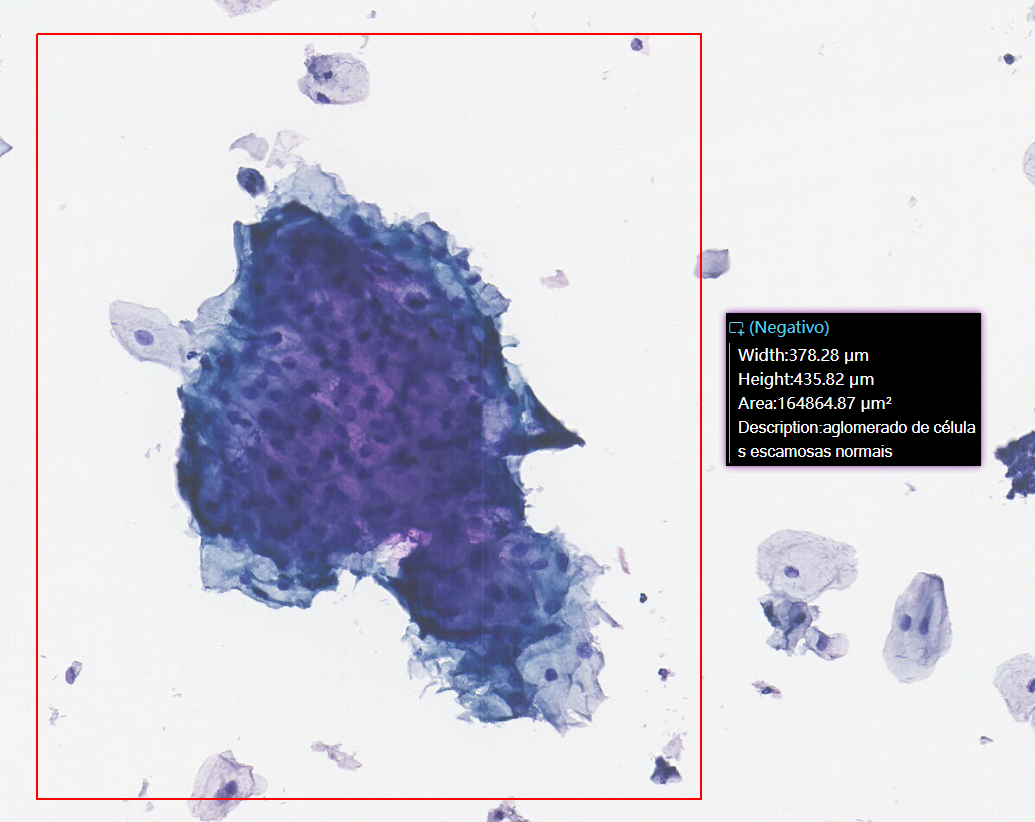 (Negativo)
Width:378.28 µm
Height:435.82 µm
Area:164864.87 µm²
Description:aglomerado de célula
s escamosas normais